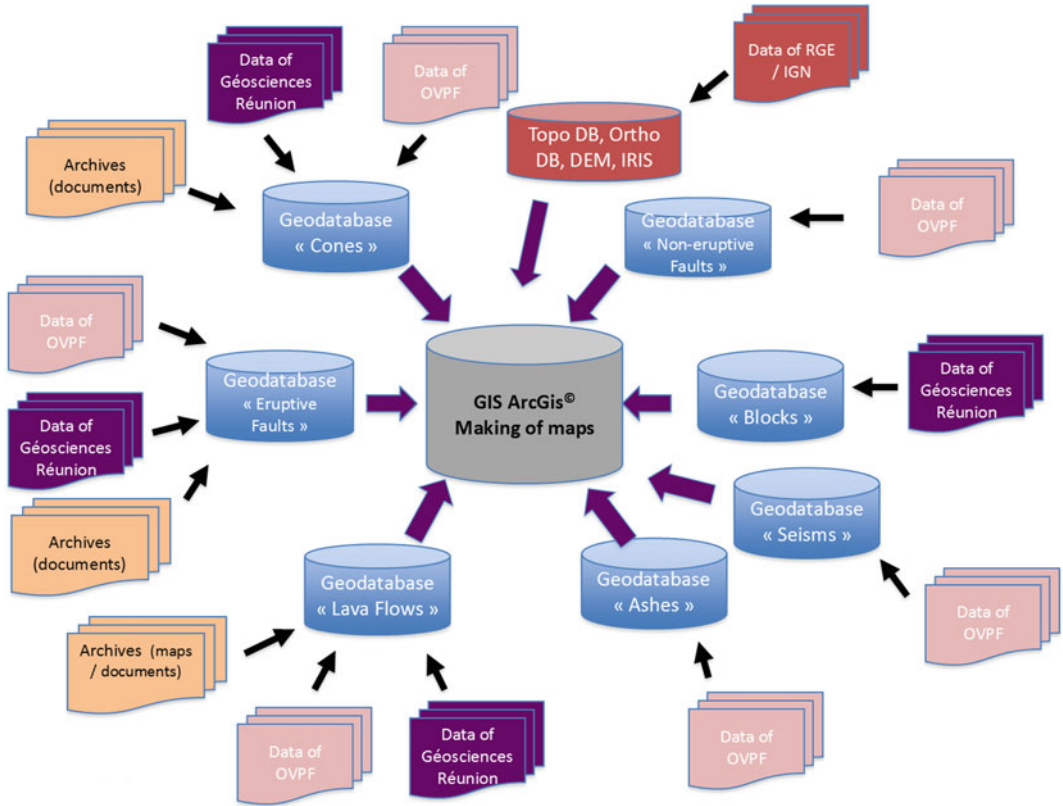 Data of
Géosciences
Réunion
Data of
OVPF
Data of RGE
/ IGN
Archives
(documents)
Topo DB, Ortho
DB, DEM, IRIS
Geodatabase
« Cones »
Geodatabase
« Non-eruptive
Faults »
Data of
OVPF
Data of
OVPF
Geodatabase
« Eruptive
Faults »
GIS ArcGis©
Making of maps
Geodatabase
« Blocks »
Data of
Géosciences
Réunion
Data of
Géosciences
Réunion
Archives
(documents)
Geodatabase
« Seisms »
Geodatabase
« Lava Flows »
Geodatabase
« Ashes »
Data of
OVPF
Archives (maps
/ documents)
Data of
OVPF
Data of
Géosciences
Réunion
Data of
OVPF